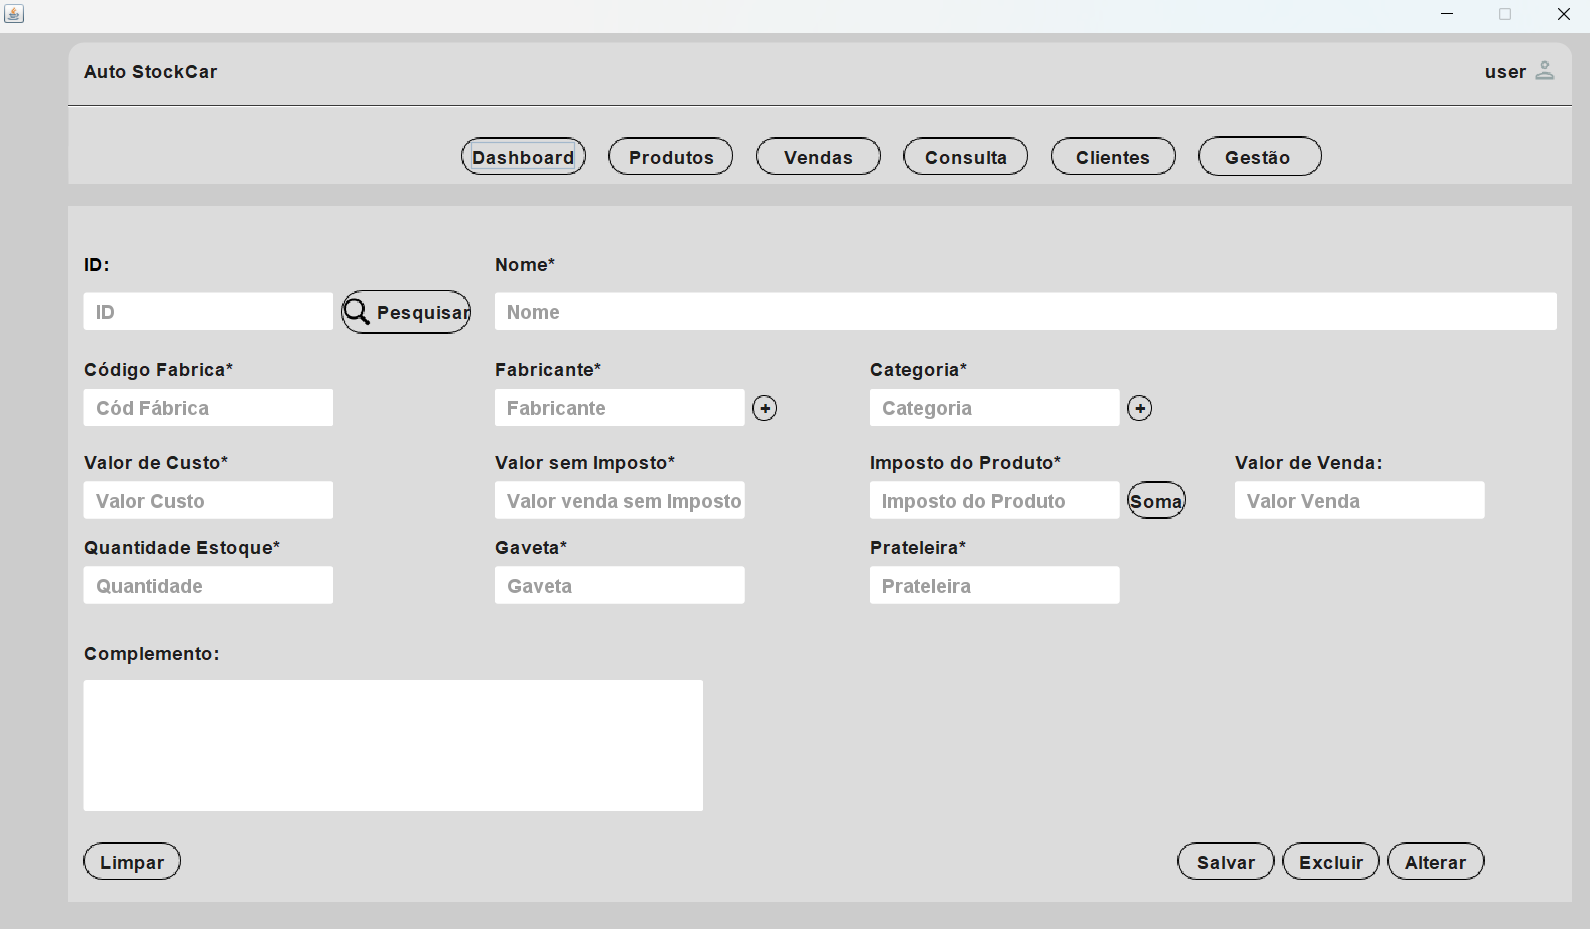 Auto StockCar
user
Dashboard Produtos Vendas Consulta Clientes Gestão
ID: Nome*
ID Pesquisar Nome
Código Fabrica* Fabricante* Categoria*
Cód Fábrica Fabricante + Categoria +
Valor de Custo* Valor sem Imposto* Imposto do Produto* Valor de Venda:
Valor Custo Valor venda sem Imposto Imposto do Produto Soma Valor Venda
Quantidade Estoque* Gaveta* Prateleira*
Quantidade Gaveta Prateleira
Complemento:
Limpar Salvar Excluir Alterar